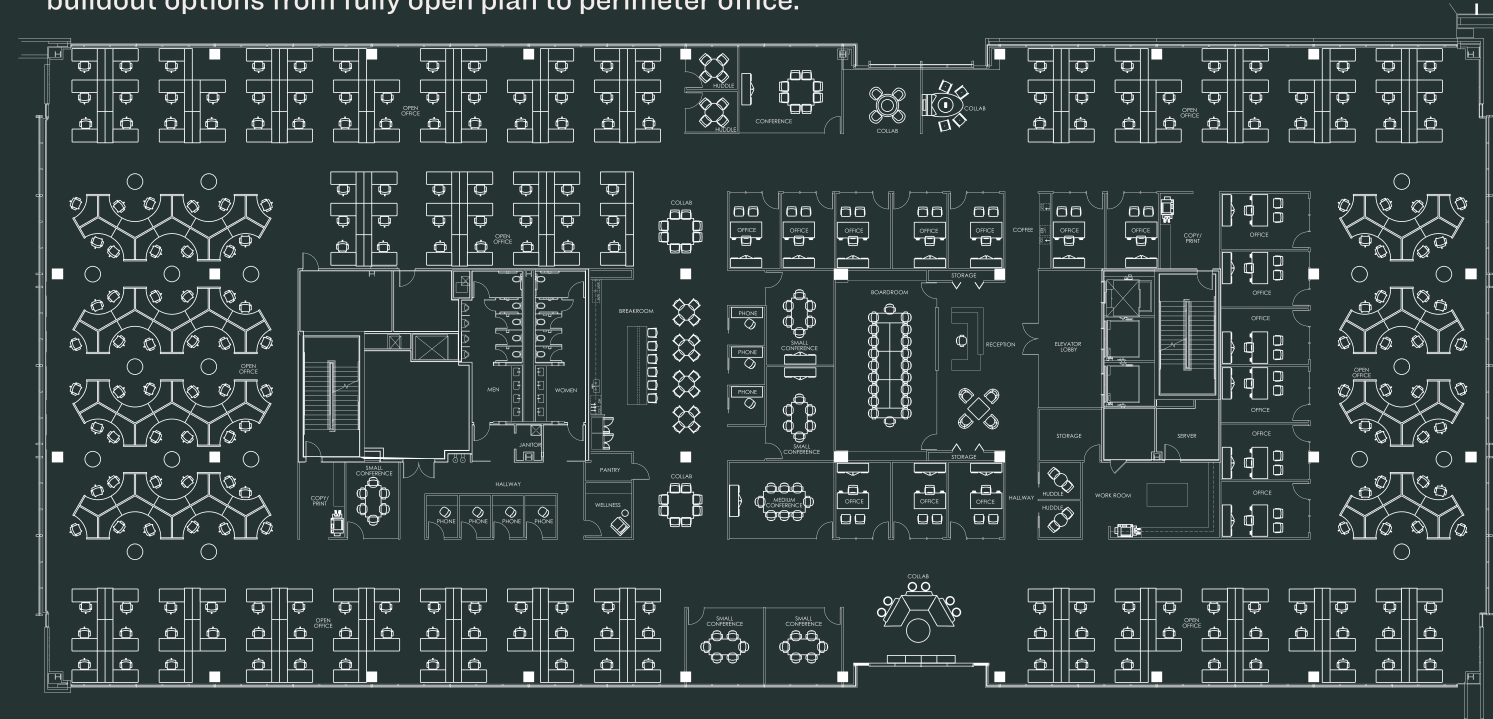 buildout options from fully open plan to perimeter office.
HUDDLE
HUDDLE
CONFERENCE
COLLAB
COLLAB
OPEN
OFFICE
OPEN
OFFICE
COLLAB
OPEN
OFFICE
OFFICE
OFFICE
OFFICE
OFFICE
OFFICE
COFFEE
OFFICE
OFFICE
COPY/
PRINT
OFFICE
STORAGE
BOARDROOM
OFFICE
BREAKROOM
PHONE
PHONE
PHONE
SMALL
CONFERENCE
RECEPTION
ELEVATOR
LOBBY
OFFICE
OPEN
OFFICE
OPEN
OFFICE
MEN
WOMEN
OFFICE
JANITOR
SMALL
CONFERENCE
STORAGE
STORAGE
SERVER
OFFICE
SMALL
CONFERENCE
PANTRY
HALLWAY
COLLAB
COPY/
PRINT
PHONE
PHONE
PHONE
PHONE
WELLNESS
MEDIUM
CONFERENCE
OFFICE
OFFICE
OFFICE
HALLWAY
HUDDLE
HUDDLE
WORK ROOM
OFFICE
COLLAB
OPEN
OFFICE
SMALL
CONFERENCE
SMALL
CONFERENCE
OPEN
OFFICE